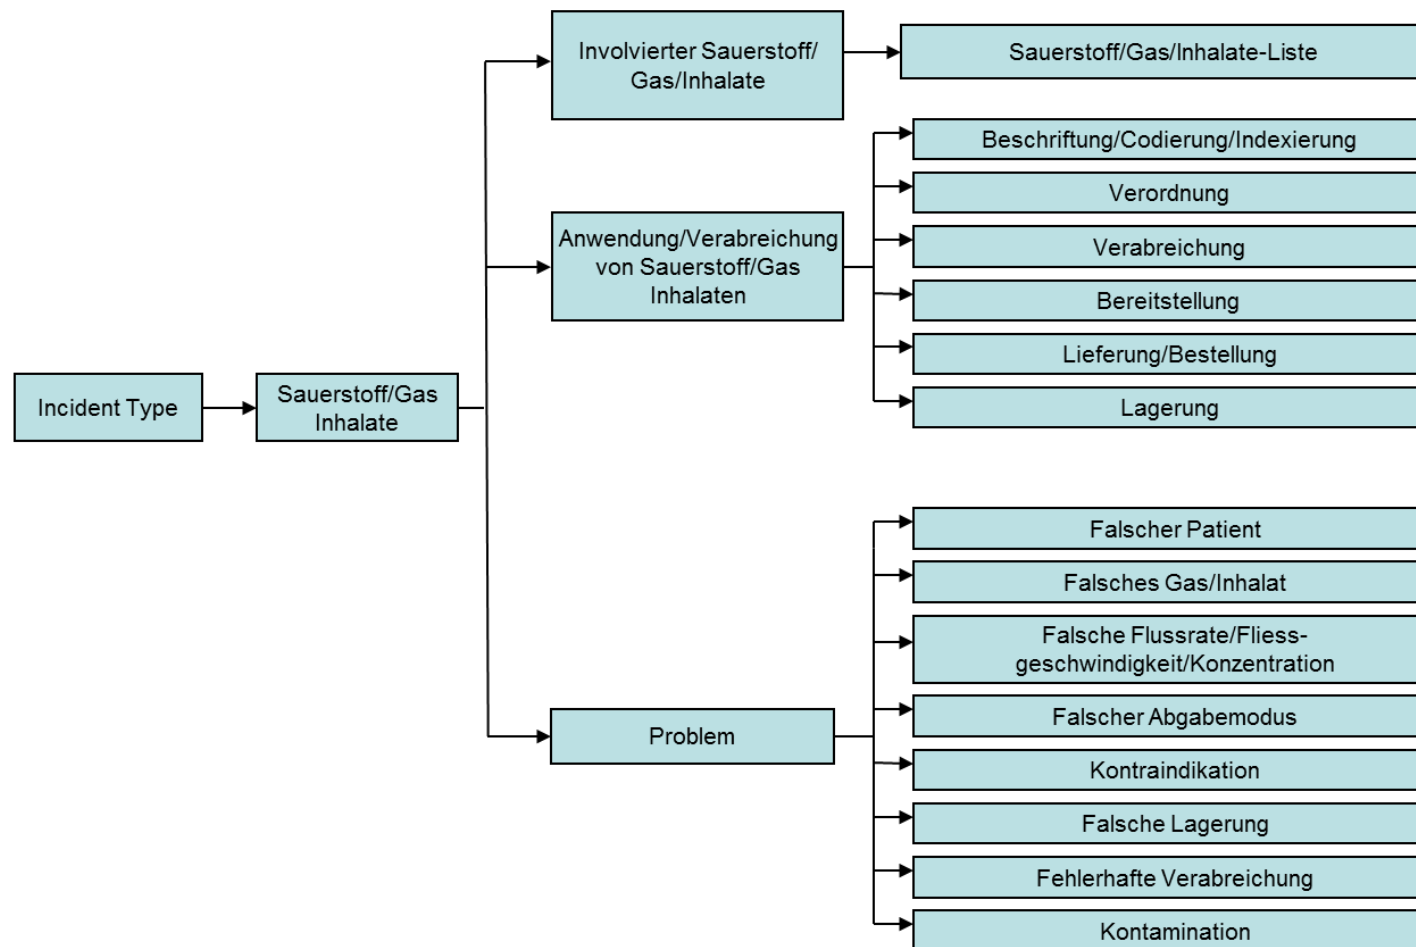 Incident Type
Sauerstoff/Gas
Inhalate
Involvierter Sauerstoff/
Gas/Inhalate
Sauerstoff/Gas/Inhalate-Liste
Anwendung/Verabreichung
von Sauerstoff/Gas
Inhalaten
Beschriftung/Codierung/Indexierung
Verordnung
Verabreichung
Bereitstellung
Lieferung/Bestellung
Lagerung
Problem
Falscher Patient
Falsches Gas/Inhalat
Falsche Flussrate/Fliess-
geschwindigkeit/Konzentration
Falscher Abgabemodus
Kontraindikation
Falsche Lagerung
Fehlerhafte Verabreichung
Kontamination